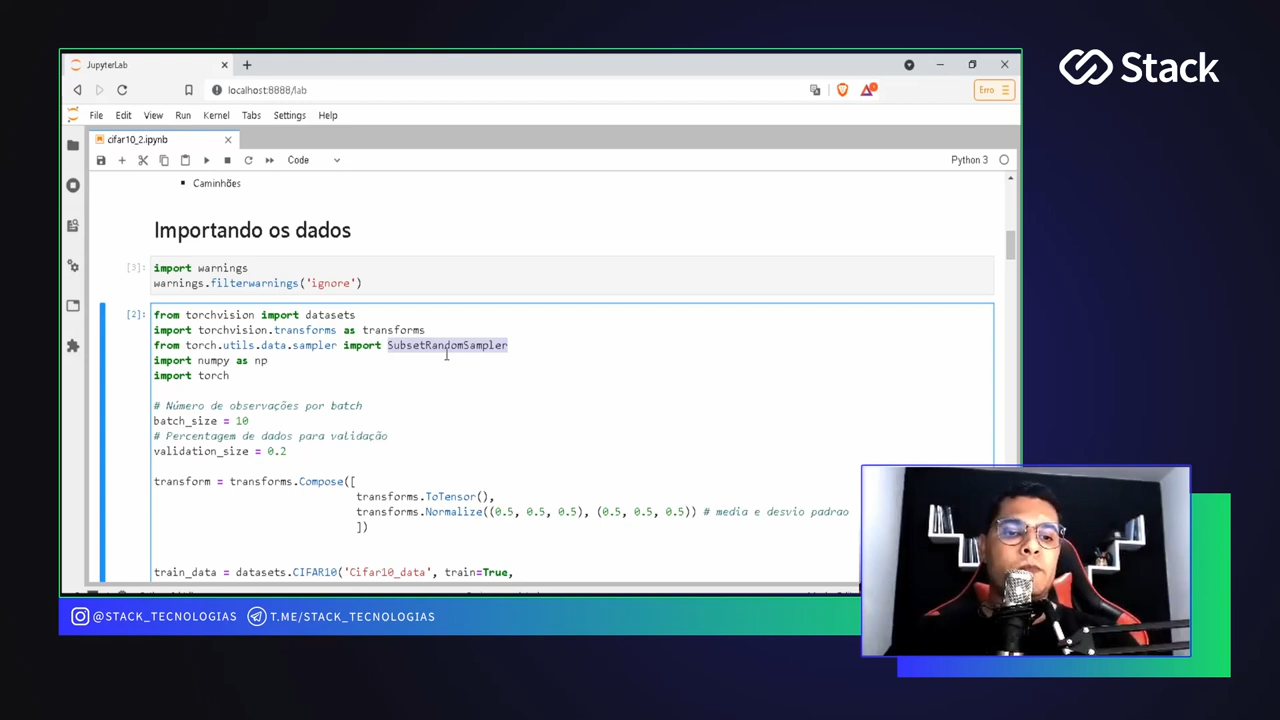 Stack
JupyterLab
localhost:8888/lab
Erro
File Edit View Run Kernel Tabs Settings Help
cifar10_2.ipynb
Code
Python 3
Caminhões
Importando os dados
[3]:
import warnings
warnings.filterwarnings('ignore')
[2]:
from torchvision import datasets
import torchvision.transforms as transforms
from torch.utils.data.sampler import SubsetRandomSampler
import numpy as np
import torch
# Número de observações por batch
batch_size = 10
# Percentagem de dados para validação
validation_size = 0.2
transform = transforms.Compose([
transforms.ToTensor(),
transforms.Normalize((0.5, 0.5, 0.5), (0.5, 0.5, 0.5)) # media e desvio padrao
])
train_data = datasets.CIFAR10('Cifar10_data', train=True,
@STACK_TECNOLOGIAS T.ME/STACK_TECNOLOGIAS